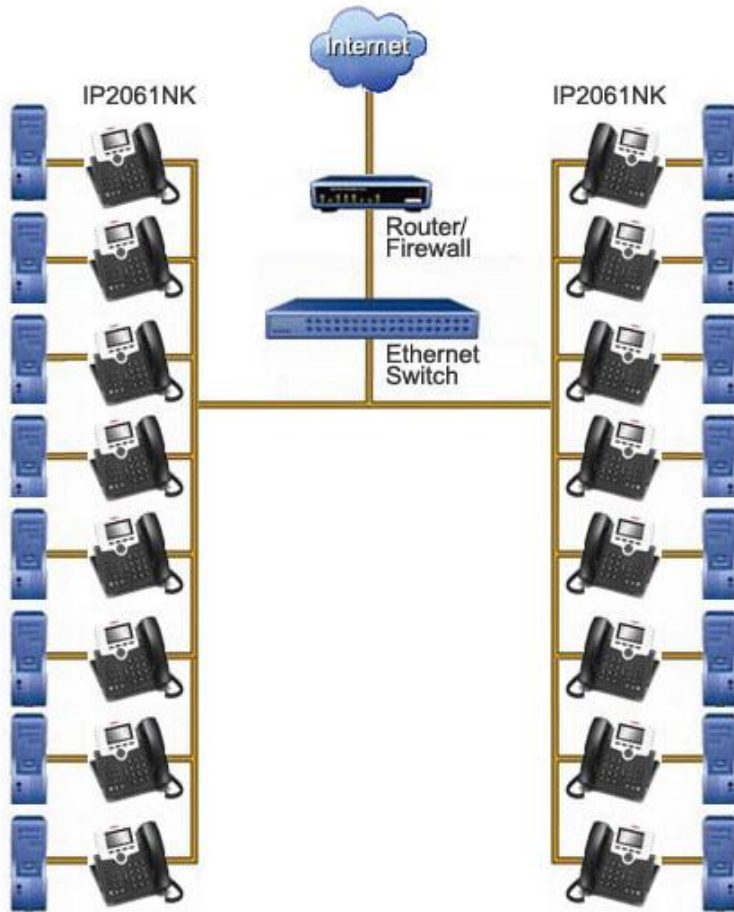 Internet
IP2061NK
IP2061NK
Router/
Firewall
Ethernet
Switch